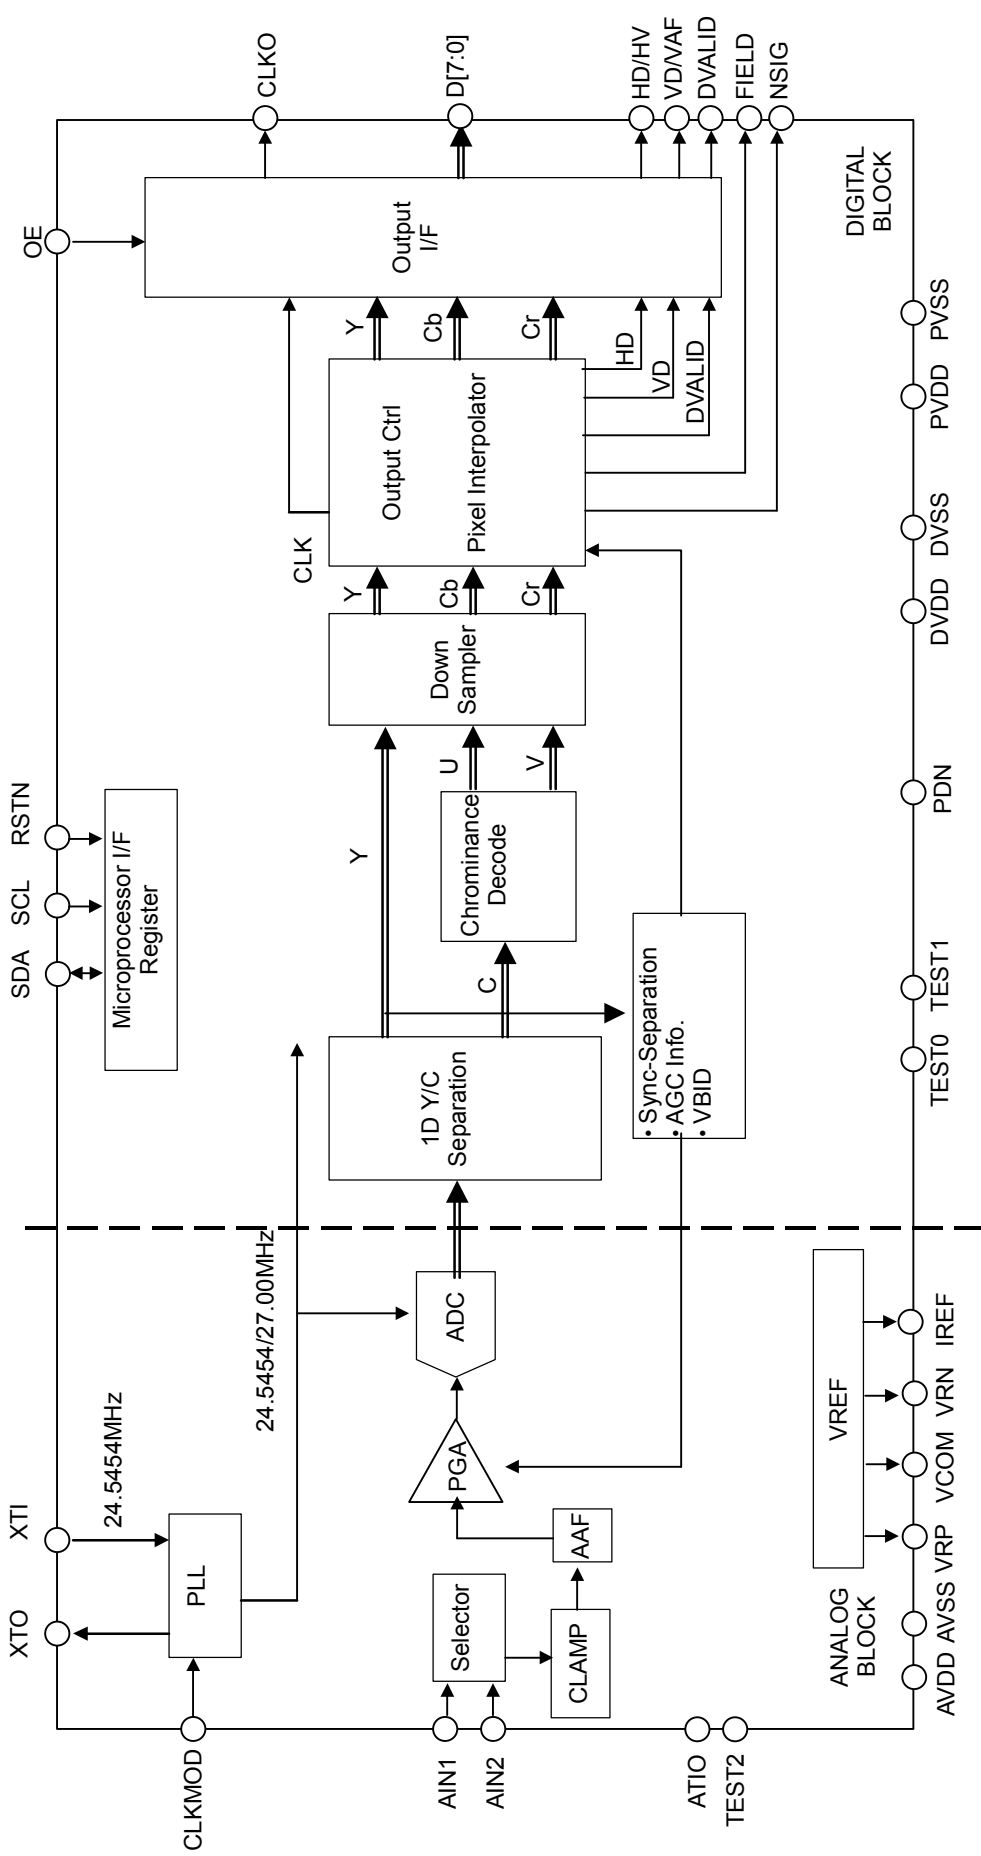 CLKMOD
XTO
XTI
24.5454MHz
PLL
24.5454/27.00MHz
SDA
SCL
RSTN
Microprocessor I/F
Register
OE
CLKO
D[7:0]
HD/HV
VD/VAF
DVALID
FIELD
NSIG
AIN1
AIN2
Selector
CLAMP
AAF
PGA
ADC
1D Y/C
Separation
Y
C
Chrominance
Decode
U
V
Down
Sampler
Y
Cb
Cr
CLK
Output Ctrl
Pixel Interpolator
Y
Cb
Cr
HD
VD
DVALID
Output
I/F
• Sync-Separation
• AGC Info.
• VBID
ATIO
TEST2
ANALOG
BLOCK
VREF
DIGITAL
BLOCK
AVDD
AVSS
VRP
VCOM
VRN
IREF
TEST0
TEST1
PDN
DVDD
DVSS
PVDD
PVSS